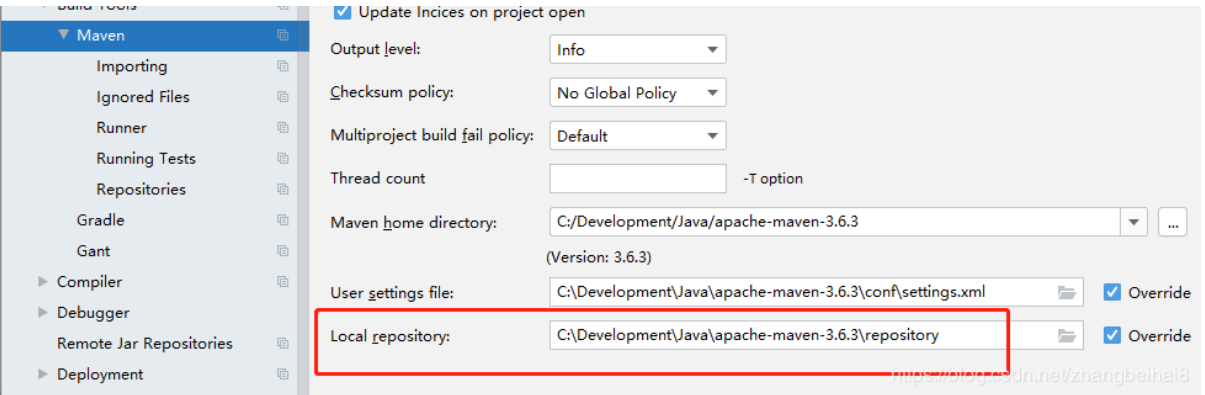 Build Tools
Update Incices on project open
Maven
Output level:
Info
Importing
Checksum policy:
No Global Policy
Ignored Files
Runner
Multiproject build fail policy:
Default
Running Tests
Thread count
-T option
Repositories
Gradle
Maven home directory:
C:/Development/Java/apache-maven-3.6.3
...
Gant
(Version: 3.6.3)
Compiler
User settings file:
C:\Development\Java\apache-maven-3.6.3\conf\settings.xml
Override
Debugger
Local repository:
C:\Development\Java\apache-maven-3.6.3\repository
Override
Remote Jar Repositories
Deployment
https://blog.csdn.net/zhangbeihai8